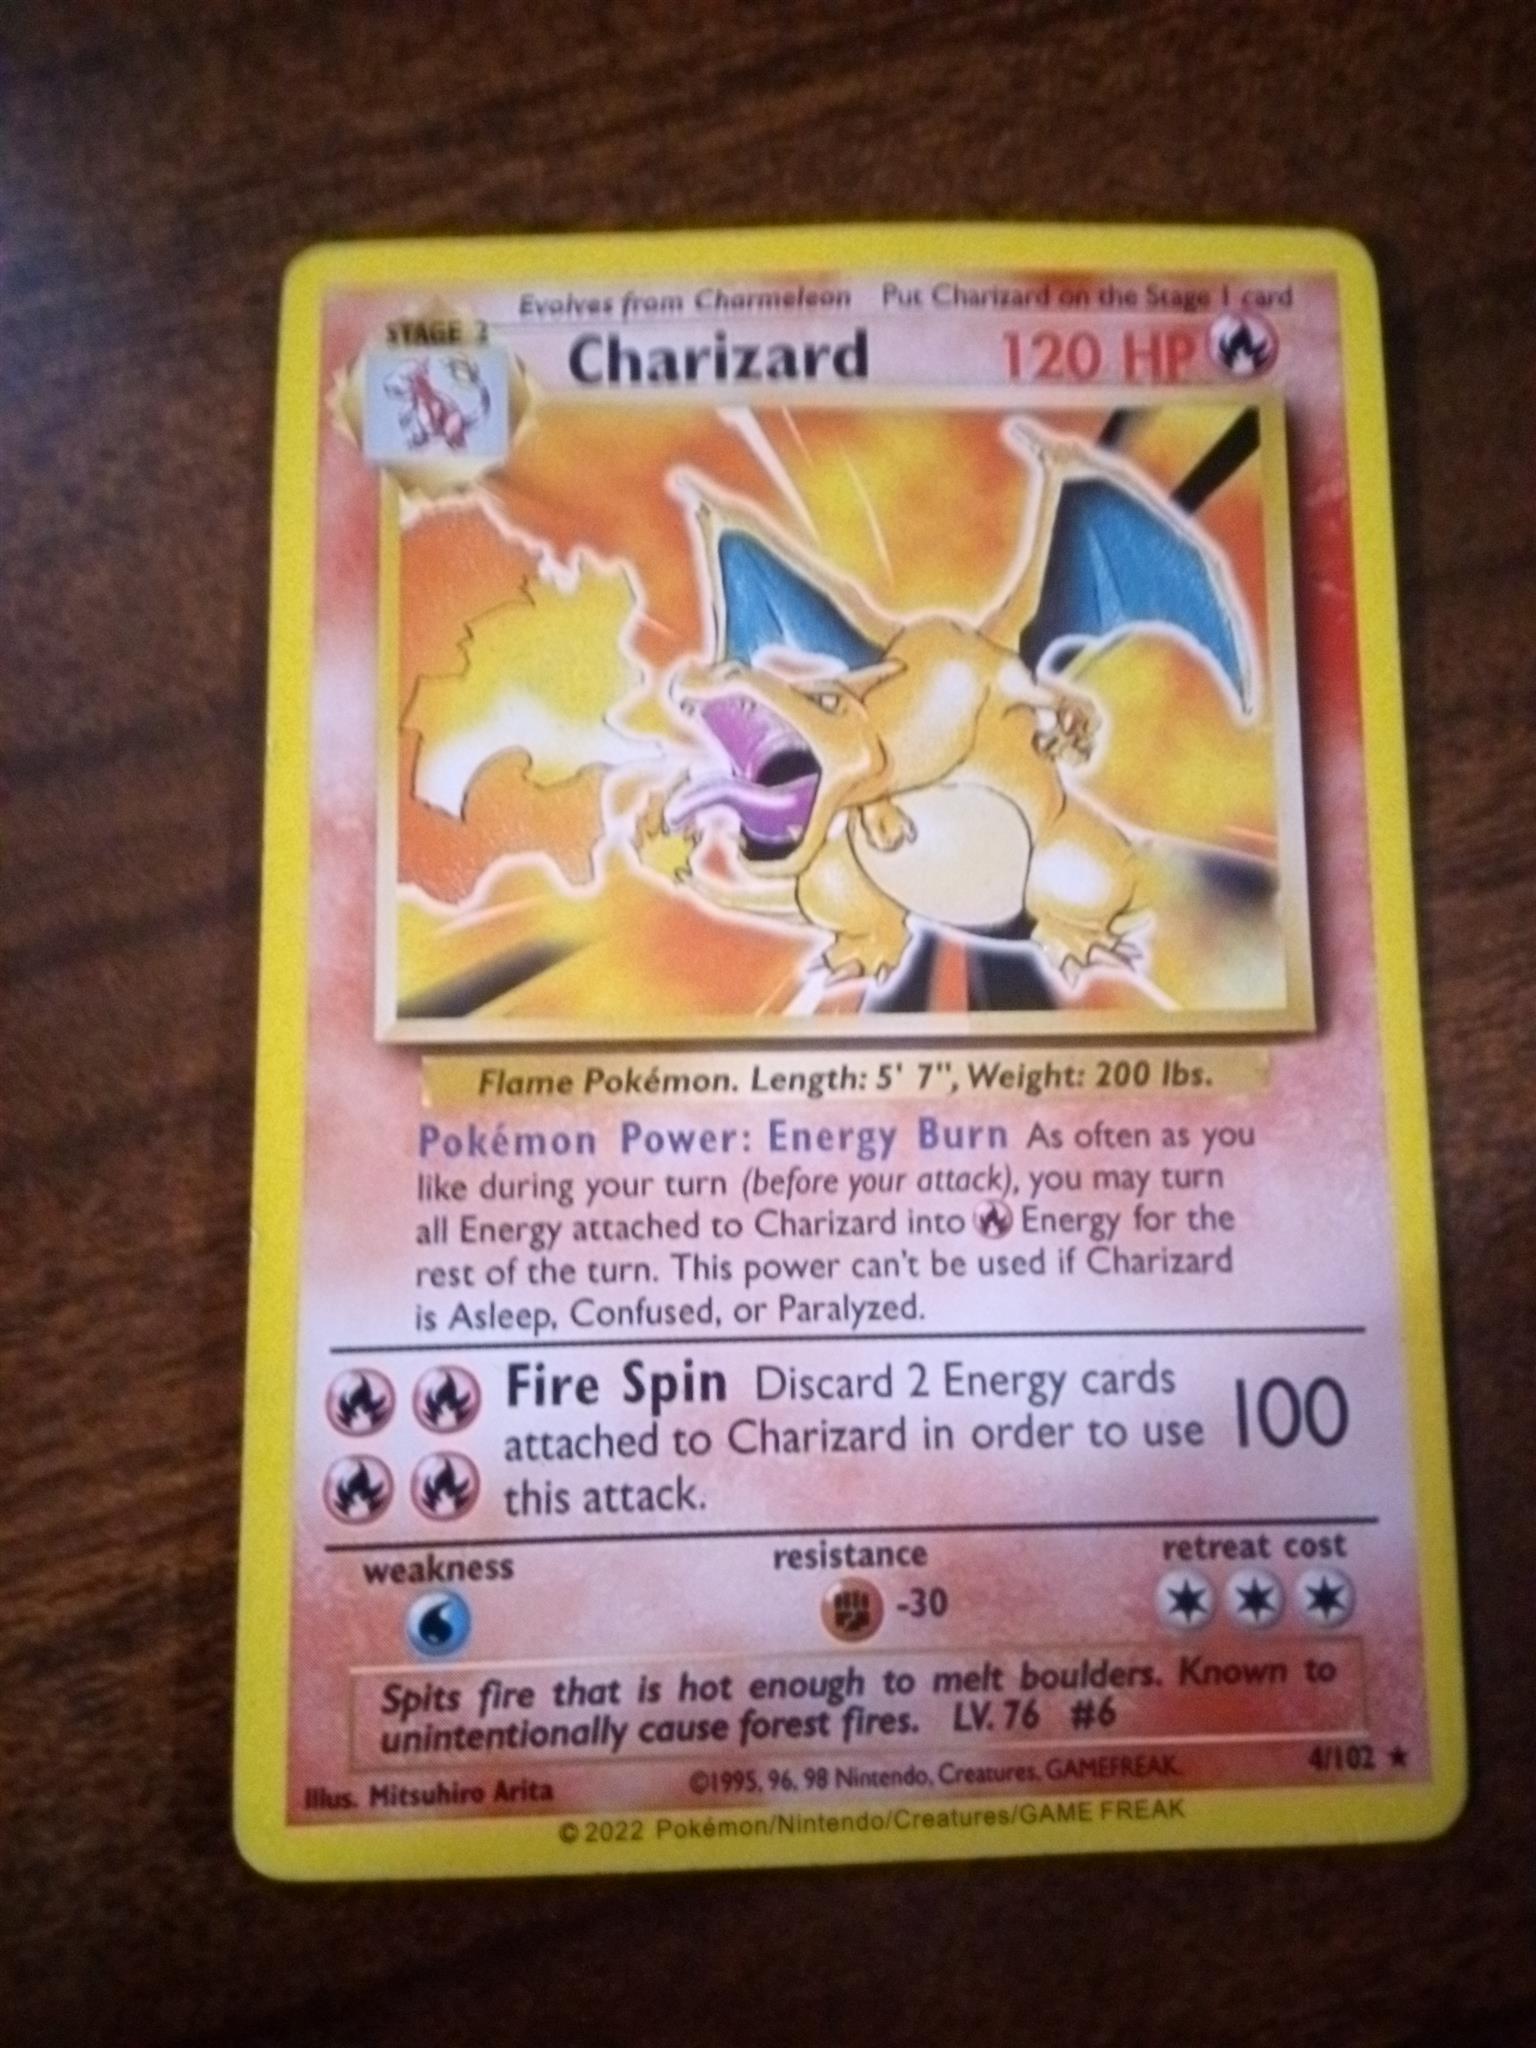 Evolves from Charmeleon Put Charizard on the Stage 1 card
STAGE 2
Charizard 120 HP
Flame Pokémon. Length: 5' 7", Weight: 200 lbs.
Pokémon Power: Energy Burn As often as you
like during your turn (before your attack), you may turn
all Energy attached to Charizard into Energy for the
rest of the turn. This power can't be used if Charizard
is Asleep, Confused, or Paralyzed.
Fire Spin Discard 2 Energy cards
attached to Charizard in order to use 100
this attack.
weakness resistance retreat cost
-30
Spits fire that is hot enough to melt boulders. Known to
unintentionally cause forest fires. LV. 76 #6
Illus. Mitsuhiro Arita ©1995, 96, 98 Nintendo, Creatures, GAMEFREAK. 4/102 ★
© 2022 Pokémon/Nintendo/Creatures/GAME FREAK